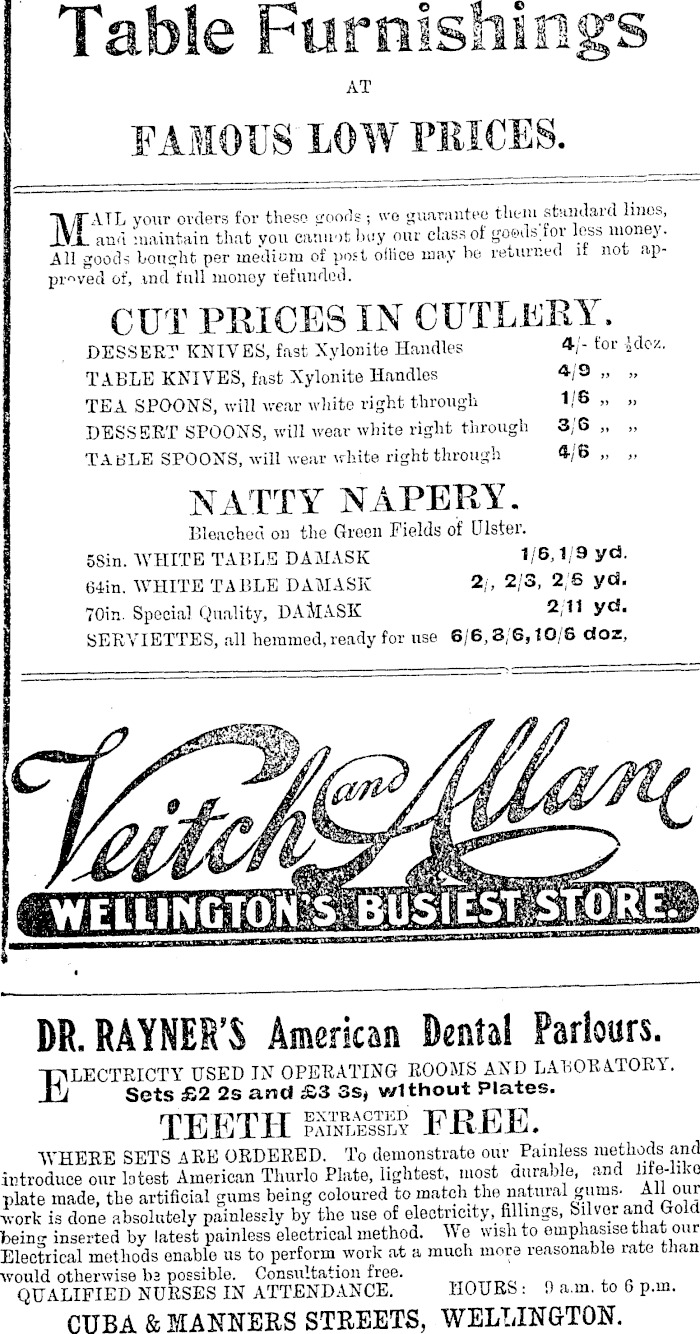 Table Furnishings
AT
FAMOUS LOW PRICES.
MAIL your orders for these goods; we guarantee them standard lines,
and maintain that you cannot buy our class of goods for less money.
All goods bought per medium of post office may be returned if not ap-
proved of, and full money refunded.
CUT PRICES IN CUTLERY.
DESSERT KNIVES, fast Xylonite Handles 4/- for ½doz.
TABLE KNIVES, fast Xylonite Handles 4/9 „ „
TEA SPOONS, will wear white right through 1/6 „ „
DESSERT SPOONS, will wear white right through 3/6 „ „
TABLE SPOONS, will wear white right through 4/6 „ „
NATTY NAPERY.
Bleached on the Green Fields of Ulster.
58in. WHITE TABLE DAMASK 1/6, 1/9 yd.
64in. WHITE TABLE DAMASK 2/, 2/3, 2/6 yd.
70in. Special Quality, DAMASK 2/11 yd.
SERVIETTES, all hemmed, ready for use 6/6, 8/6, 10/6 doz,
Veitch and Allan
WELLINGTON'S BUSIEST STORE.
DR. RAYNER'S American Dental Parlours.
ELECTRICTY USED IN OPERATING ROOMS AND LABORATORY.
Sets £2 2s and £3 3s, without Plates.
TEETH EXTRACTED PAINLESSLY FREE.
WHERE SETS ARE ORDERED. To demonstrate our Painless methods and
introduce our latest American Thurlo Plate, lightest, most durable, and life-like
plate made, the artificial gums being coloured to match the natural gums. All our
work is done absolutely painlessly by the use of electricity, fillings, Silver and Gold
being inserted by latest painless electrical method. We wish to emphasise that our
Electrical methods enable us to perform work at a much more reasonable rate than
would otherwise be possible. Consultation free.
QUALIFIED NURSES IN ATTENDANCE. HOURS: 9 a.m. to 6 p.m.
CUBA & MANNERS STREETS, WELLINGTON.